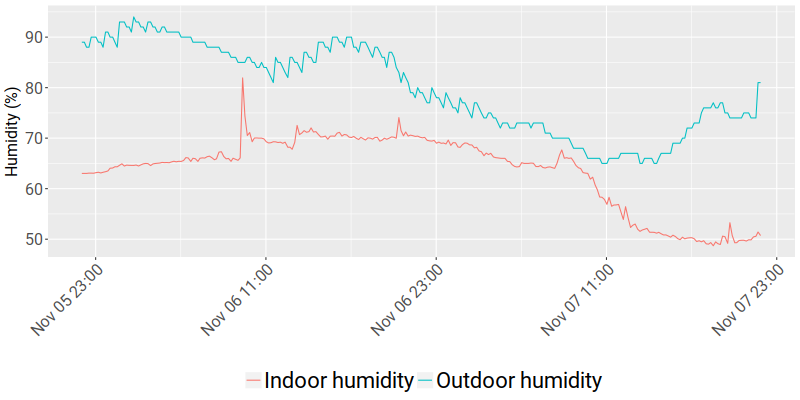 Humidity (%)
90
80
70
60
50
Nov 05 23:00
Nov 06 11:00
Nov 06 23:00
Nov 07 11:00
Nov 07 23:00
Indoor humidity Outdoor humidity